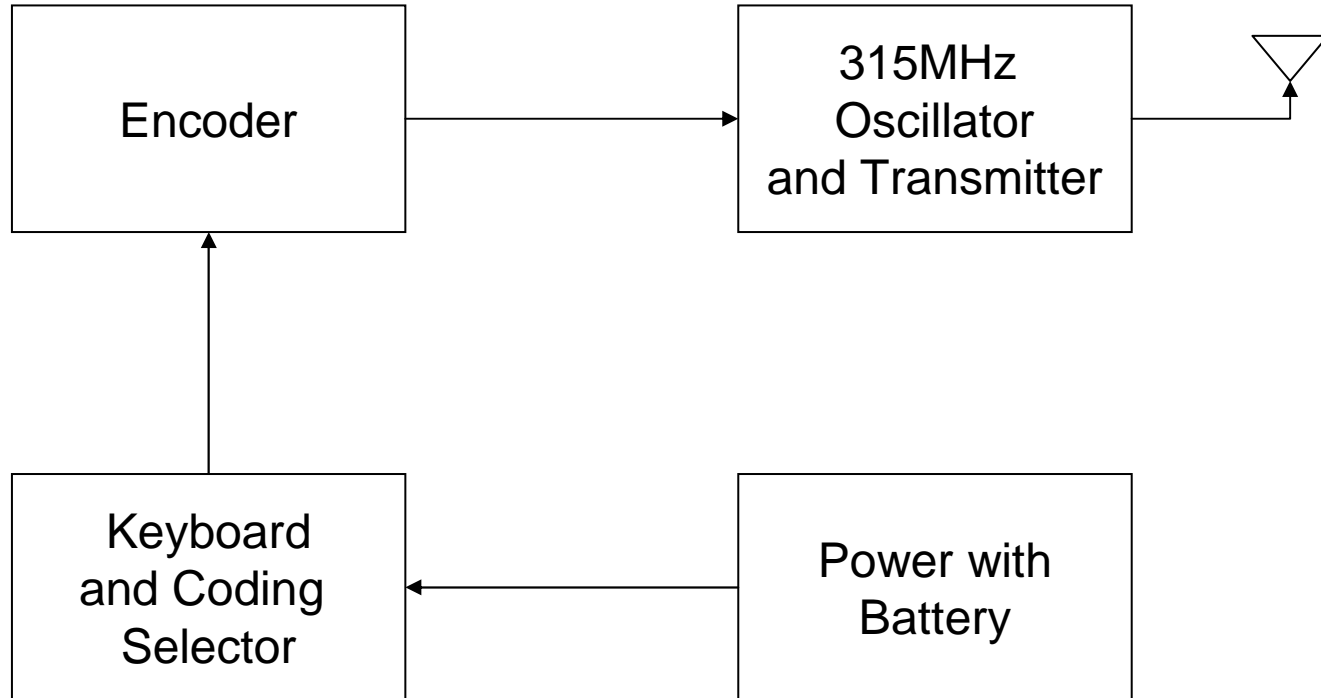 Encoder
315MHz
Oscillator
and Transmitter
Keyboard
and Coding
Selector
Power with
Battery